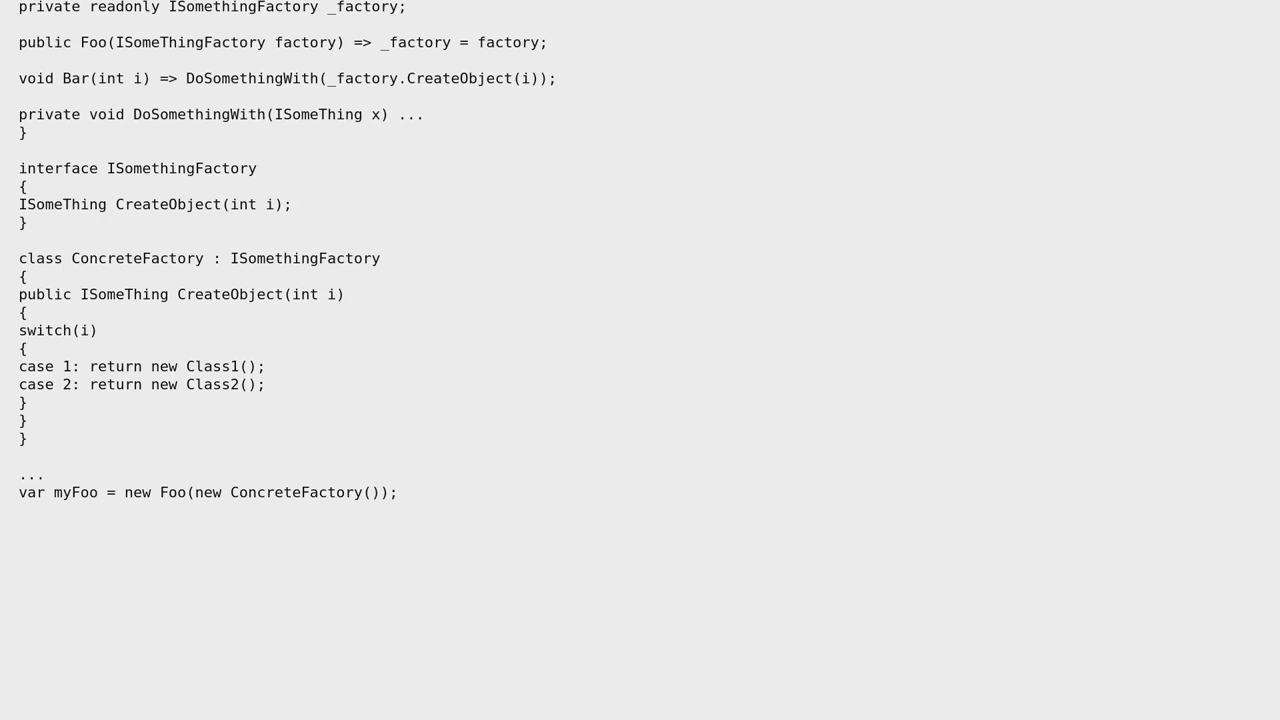 private readonly ISomethingFactory _factory;
public Foo(ISomeThingFactory factory) => _factory = factory;
void Bar(int i) => DoSomethingWith(_factory.CreateObject(i));
private void DoSomethingWith(ISomeThing x) ...
}
interface ISomethingFactory
{
ISomeThing CreateObject(int i);
}
class ConcreteFactory : ISomethingFactory
{
public ISomeThing CreateObject(int i)
{
switch(i)
{
case 1: return new Class1();
case 2: return new Class2();
}
}
}
...
var myFoo = new Foo(new ConcreteFactory());